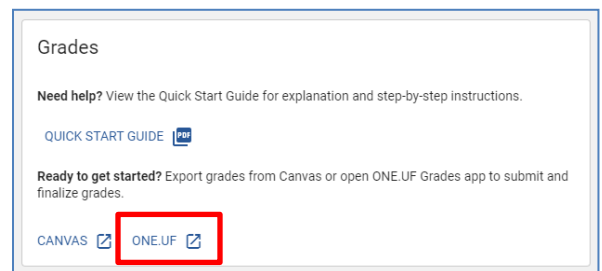 Grades
Need help? View the Quick Start Guide for explanation and step-by-step instructions.
QUICK START GUIDE PDF
Ready to get started? Export grades from Canvas or open ONE.UF Grades app to submit and
finalize grades.
CANVAS ONE.UF